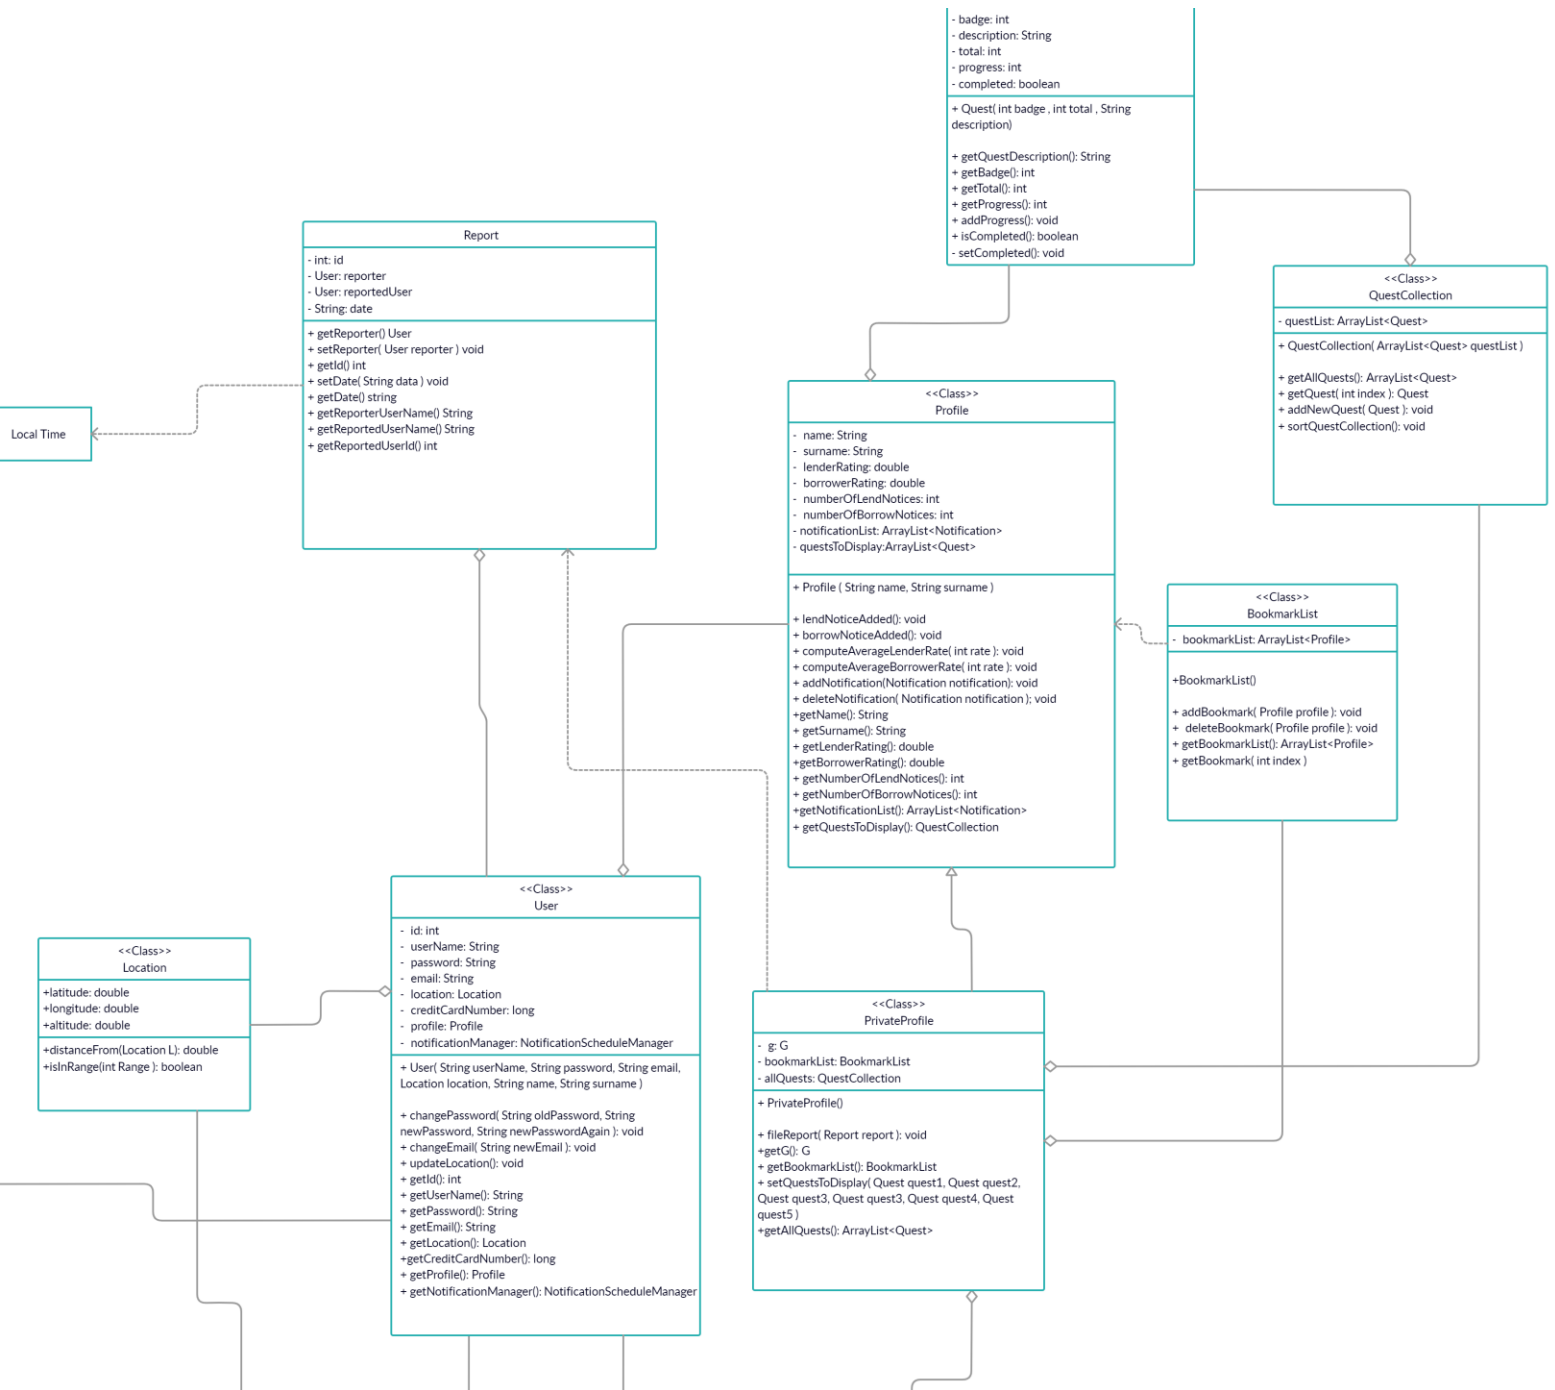 - badge: int
- description: String
- total: int
- progress: int
- completed: boolean
+ Quest( int badge , int total , String
description)
+ getQuestDescription(): String
+ getBadge(): int
+ getTotal(): int
+ getProgress(): int
+ addProgress(): void
+ isCompleted(): boolean
- setCompleted(): void
Report
- int: id
- User: reporter
- User: reportedUser
- String: date
+ getReporter() User
+ setReporter( User reporter ) void
+ getId() int
+ setDate( String data ) void
+ getDate() string
+ getReporterUserName() String
+ getReportedUserName() String
+ getReportedUserId() int
Local Time
<<Class>>
QuestCollection
- questList: ArrayList<Quest>
+ QuestCollection( ArrayList<Quest> questList )
+ getAllQuests(): ArrayList<Quest>
+ getQuest( int index ): Quest
+ addNewQuest( Quest ): void
+ sortQuestCollection(): void
<<Class>>
Profile
- name: String
- surname: String
- lenderRating: double
- borrowerRating: double
- numberOfLendNotices: int
- numberOfBorrowNotices: int
- notificationList: ArrayList<Notification>
- questsToDisplay:ArrayList<Quest>
+ Profile ( String name, String surname )
+ lendNoticeAdded(): void
+ borrowNoticeAdded(): void
+ computeAverageLenderRate( int rate ): void
+ computeAverageBorrowerRate( int rate ): void
+ addNotification(Notification notification): void
+ deleteNotification( Notification notification ); void
+getName(): String
+ getSurname(): String
+ getLenderRating(): double
+getBorrowerRating(): double
+ getNumberOfLendNotices(): int
+ getNumberOfBorrowNotices(): int
+getNotificationList(): ArrayList<Notification>
+ getQuestsToDisplay(): QuestCollection
<<Class>>
BookmarkList
- bookmarkList: ArrayList<Profile>
+BookmarkList()
+ addBookmark( Profile profile ): void
+ deleteBookmark( Profile profile ): void
+ getBookmarkList(): ArrayList<Profile>
+ getBookmark( int index )
<<Class>>
User
- id: int
- userName: String
- password: String
- email: String
- location: Location
- creditCardNumber: long
- profile: Profile
- notificationManager: NotificationScheduleManager
+ User( String userName, String password, String email,
Location location, String name, String surname )
+ changePassword( String oldPassword, String
newPassword, String newPasswordAgain ): void
+ changeEmail( String newEmail ): void
+ updateLocation(): void
+ getId(): int
+ getUserName(): String
+ getPassword(): String
+ getEmail(): String
+ getLocation(): Location
+getCreditCardNumber(): long
+ getProfile(): Profile
+ getNotificationManager(): NotificationScheduleManager
<<Class>>
Location
+latitude: double
+longitude: double
+altitude: double
+distanceFrom(Location L): double
+isInRange(int Range ): boolean
<<Class>>
PrivateProfile
- g: G
- bookmarkList: BookmarkList
- allQuests: QuestCollection
+ PrivateProfile()
+ fileReport( Report report ): void
+getG(): G
+ getBookmarkList(): BookmarkList
+ setQuestsToDisplay( Quest quest1, Quest quest2,
Quest quest3, Quest quest3, Quest quest4, Quest
quest5 )
+getAllQuests(): ArrayList<Quest>